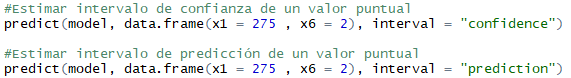 #Estimar intervalo de confianza de un valor puntual
predict(model, data.frame(x1 = 275 , x6 = 2), interval = "confidence")
#Estimar intervalo de predicción de un valor puntual
predict(model, data.frame(x1 = 275 , x6 = 2), interval = "prediction")